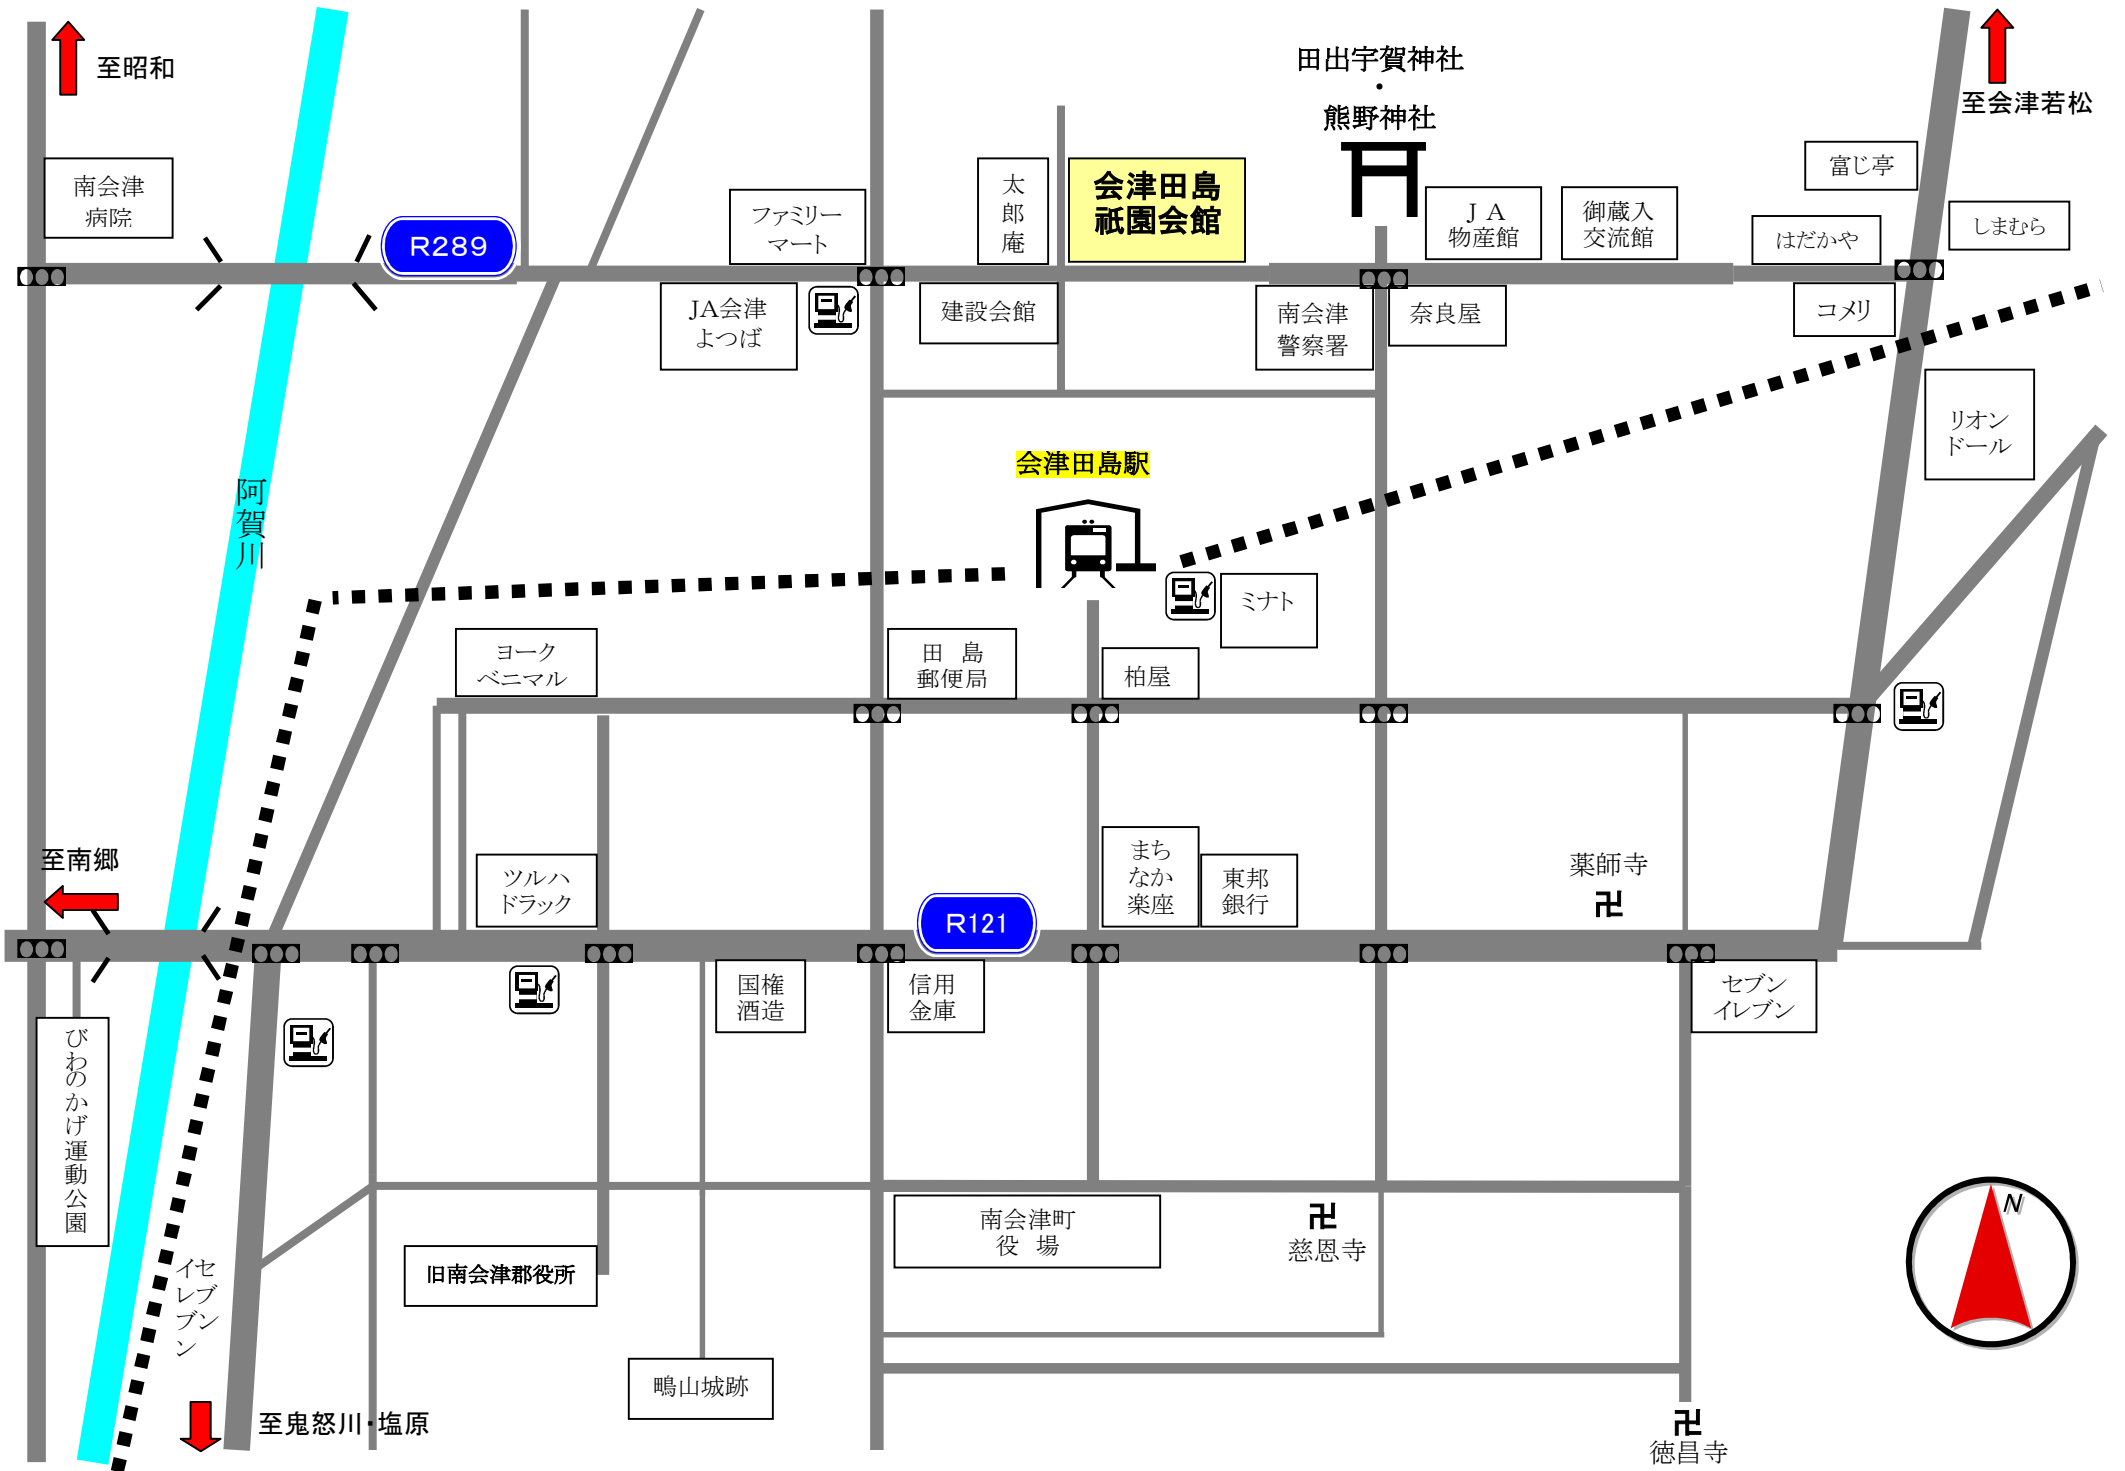 至昭和
田出宇賀神社
・
熊野神社
至会津若松
南会津
病院
R289
ファミリー
マート
太郎庵
会津田島
祇園会館
JA
物産館
御蔵入
交流館
富じ亭
はだかや
しまむら
JA会津
よつば
建設会館
南会津
警察署
奈良屋
コメリ
リオン
ドール
阿賀川
会津田島駅
ミナト
ヨーク
ベニマル
田 島
郵便局
柏屋
至南郷
ツルハ
ドラック
R121
まち
なか
楽座
東邦
銀行
薬師寺
国権
酒造
信用
金庫
セブン
イレブン
びわのかげ運動公園
セブン
イレブン
旧南会津郡役所
南会津町
役 場
慈恩寺
N
鴫山城跡
至鬼怒川・塩原
徳昌寺